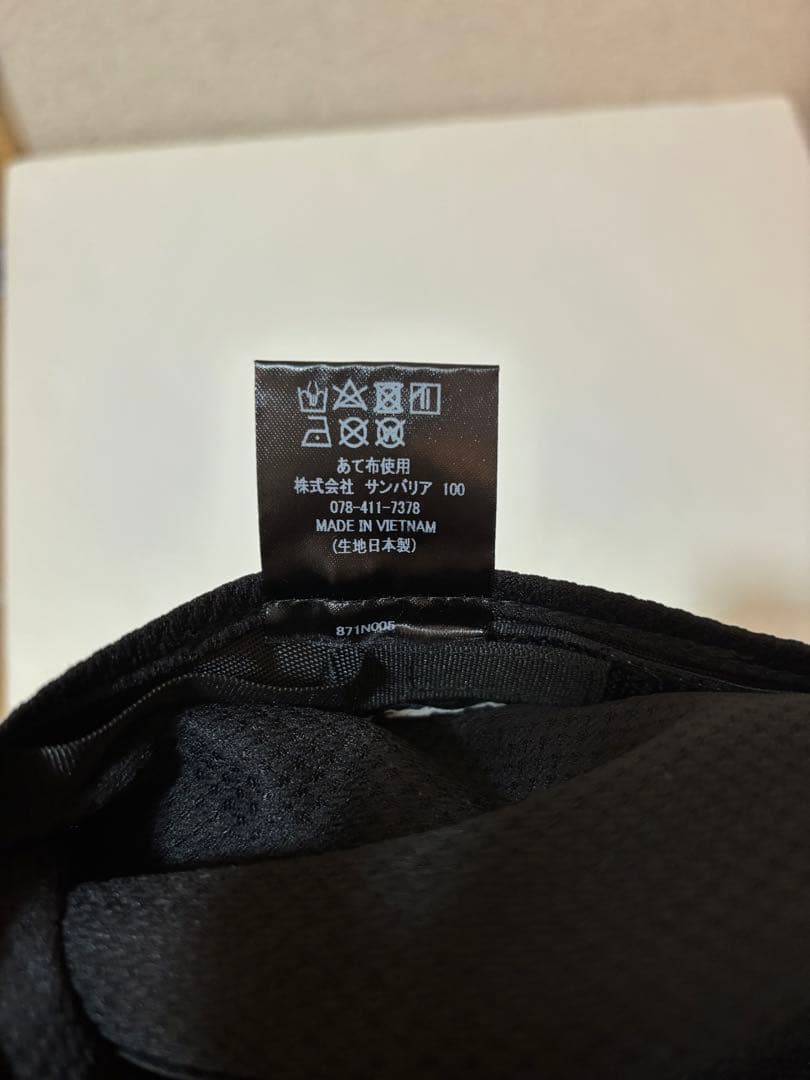 あて布使用
株式会社 サンバリア 100
078-411-7378
MADE IN VIETNAM
(生地日本製)
871N005